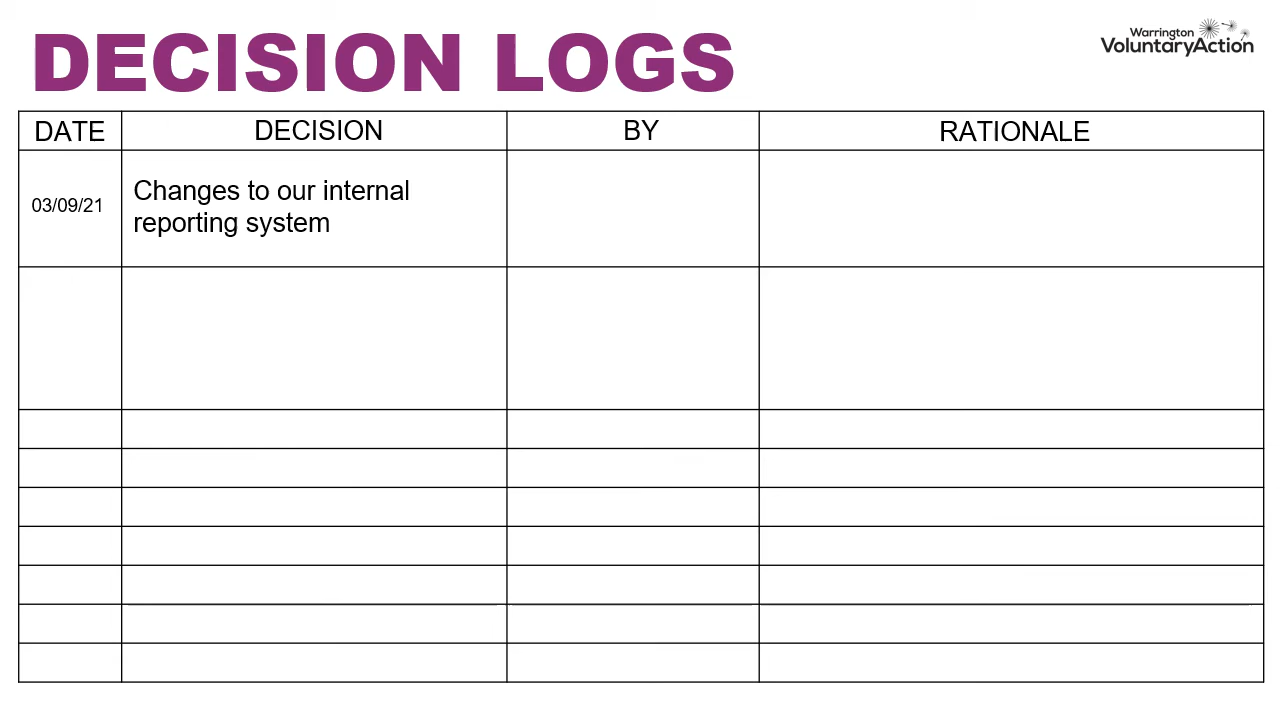 DECISION LOGS
Warrington
VoluntaryAction
DATE DECISION BY RATIONALE
03/09/21
Changes to our internal
reporting system